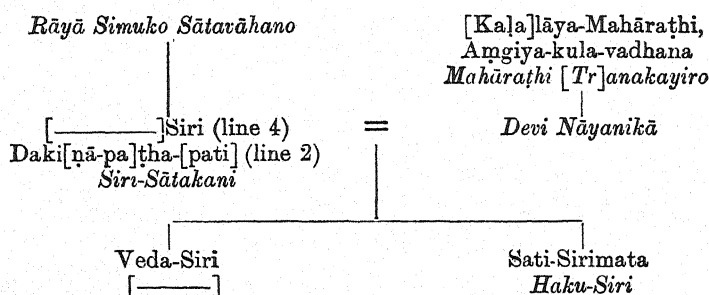 Rāyā Simuko Sātavāhano
[Kaḷa]lāya-Mahāraṭhi,
Aṃgiya-kula-vadhana
Mahāraṭhi [Tr]anakayiro
[———]Siri (line 4)
=
Devi Nāyanikā
Daki[ṇā-pa]ṭha-[pati] (line 2)
Siri-Sātakani
Veda-Siri
Sati-Sirimata
[———]
Haku-Siri